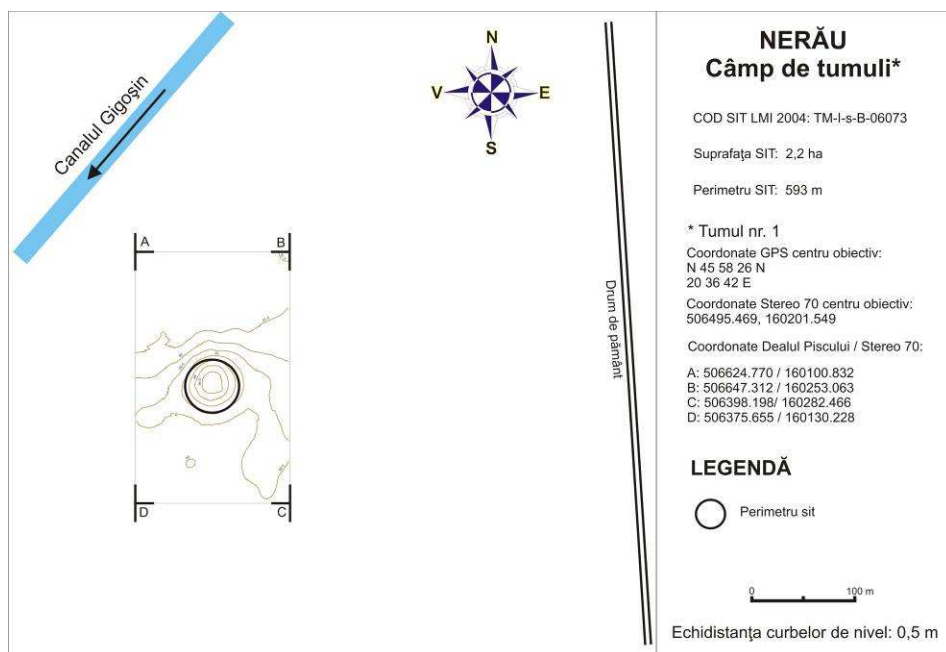 Canalul Gigoşin
N
V
E
S
A
B
D
C
Drum de pământ
NERĂU
Câmp de tumuli*
COD SIT LMI 2004: TM-I-s-B-06073
Suprafaţa SIT: 2,2 ha
Perimetru SIT: 593 m
* Tumul nr. 1
Coordonate GPS centru obiectiv:
N 45 58 26 N
20 36 42 E
Coordonate Stereo 70 centru obiectiv:
506495.469, 160201.549
Coordonate Dealul Piscului / Stereo 70:
A: 506624.770 / 160100.832
B: 506647.312 / 160253.063
C: 506398.198/ 160282.466
D: 506375.655 / 160130.228
LEGENDĂ
Perimetru sit
0 100 m
Echidistanţa curbelor de nivel: 0,5 m